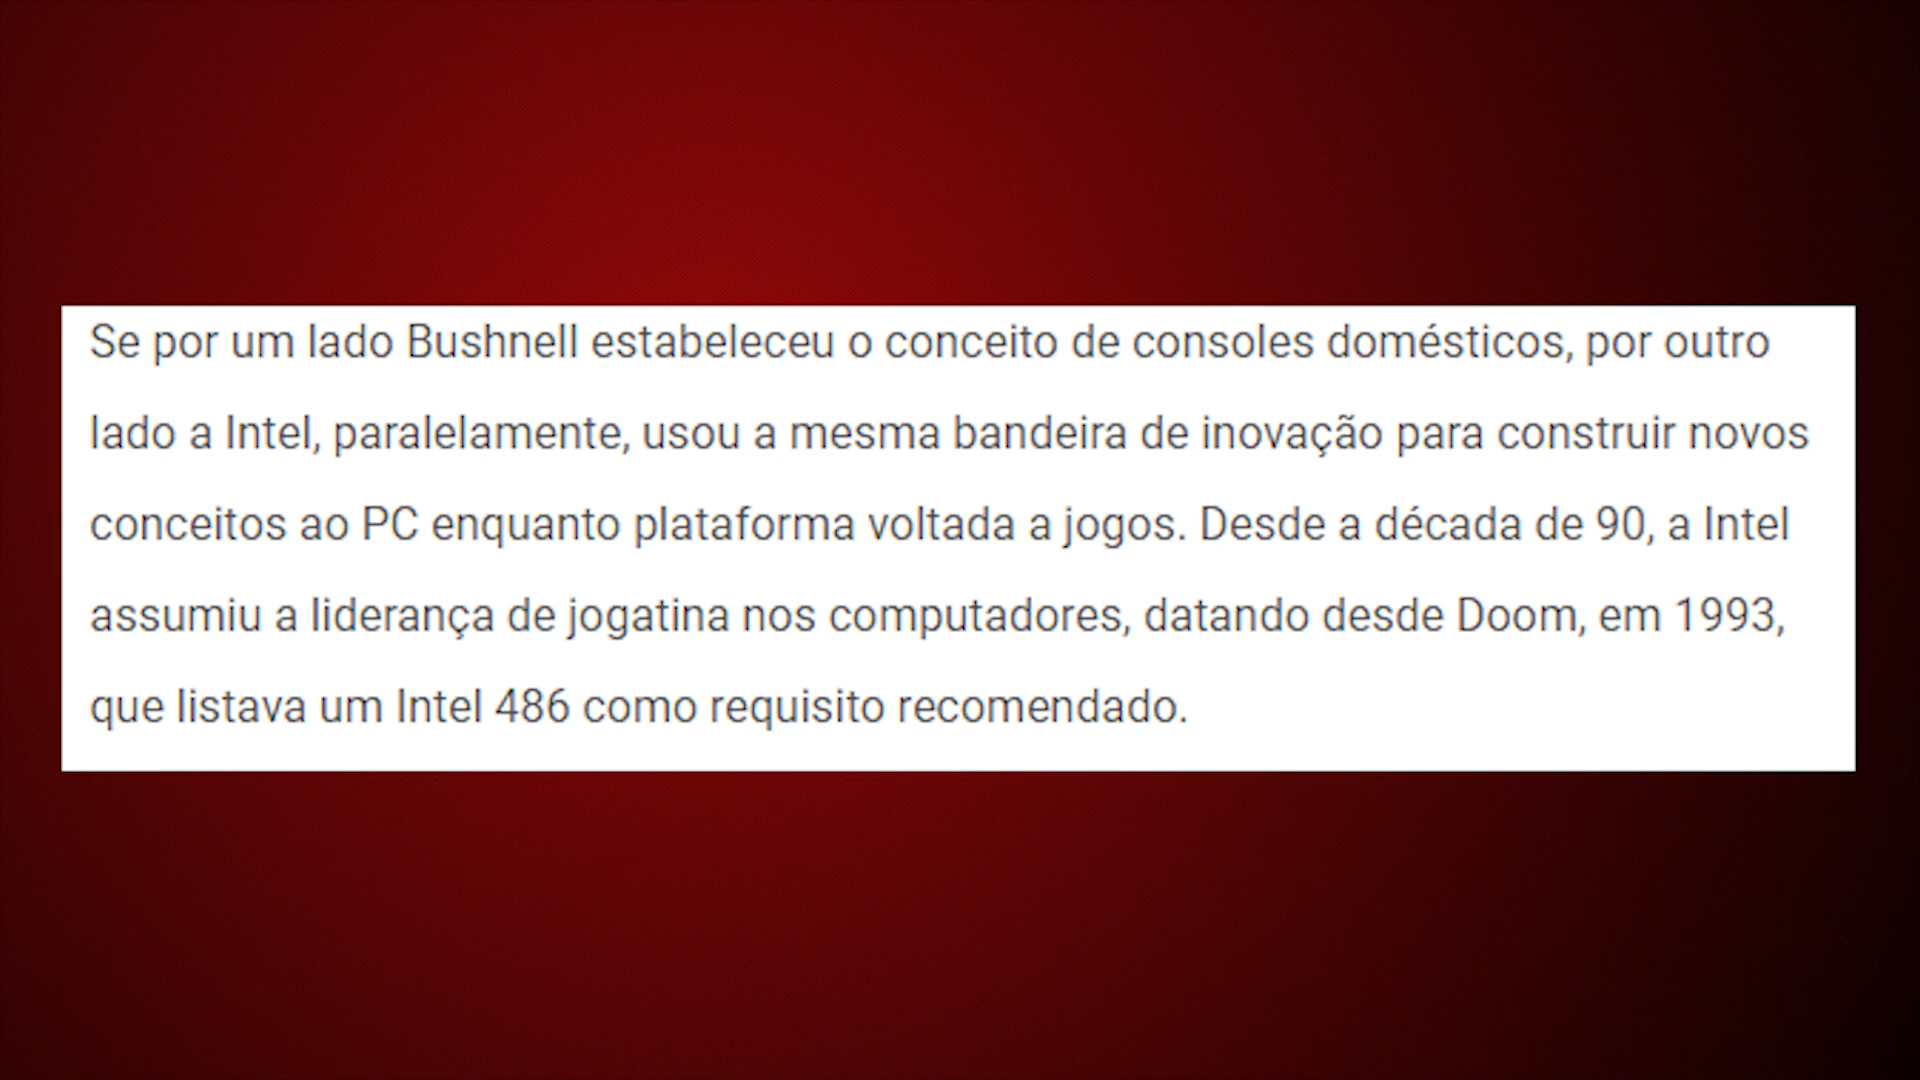 Se por um lado Bushnell estabeleceu o conceito de consoles domésticos, por outro
lado a Intel, paralelamente, usou a mesma bandeira de inovação para construir novos
conceitos ao PC enquanto plataforma voltada a jogos. Desde a década de 90, a Intel
assumiu a liderança de jogatina nos computadores, datando desde Doom, em 1993,
que listava um Intel 486 como requisito recomendado.